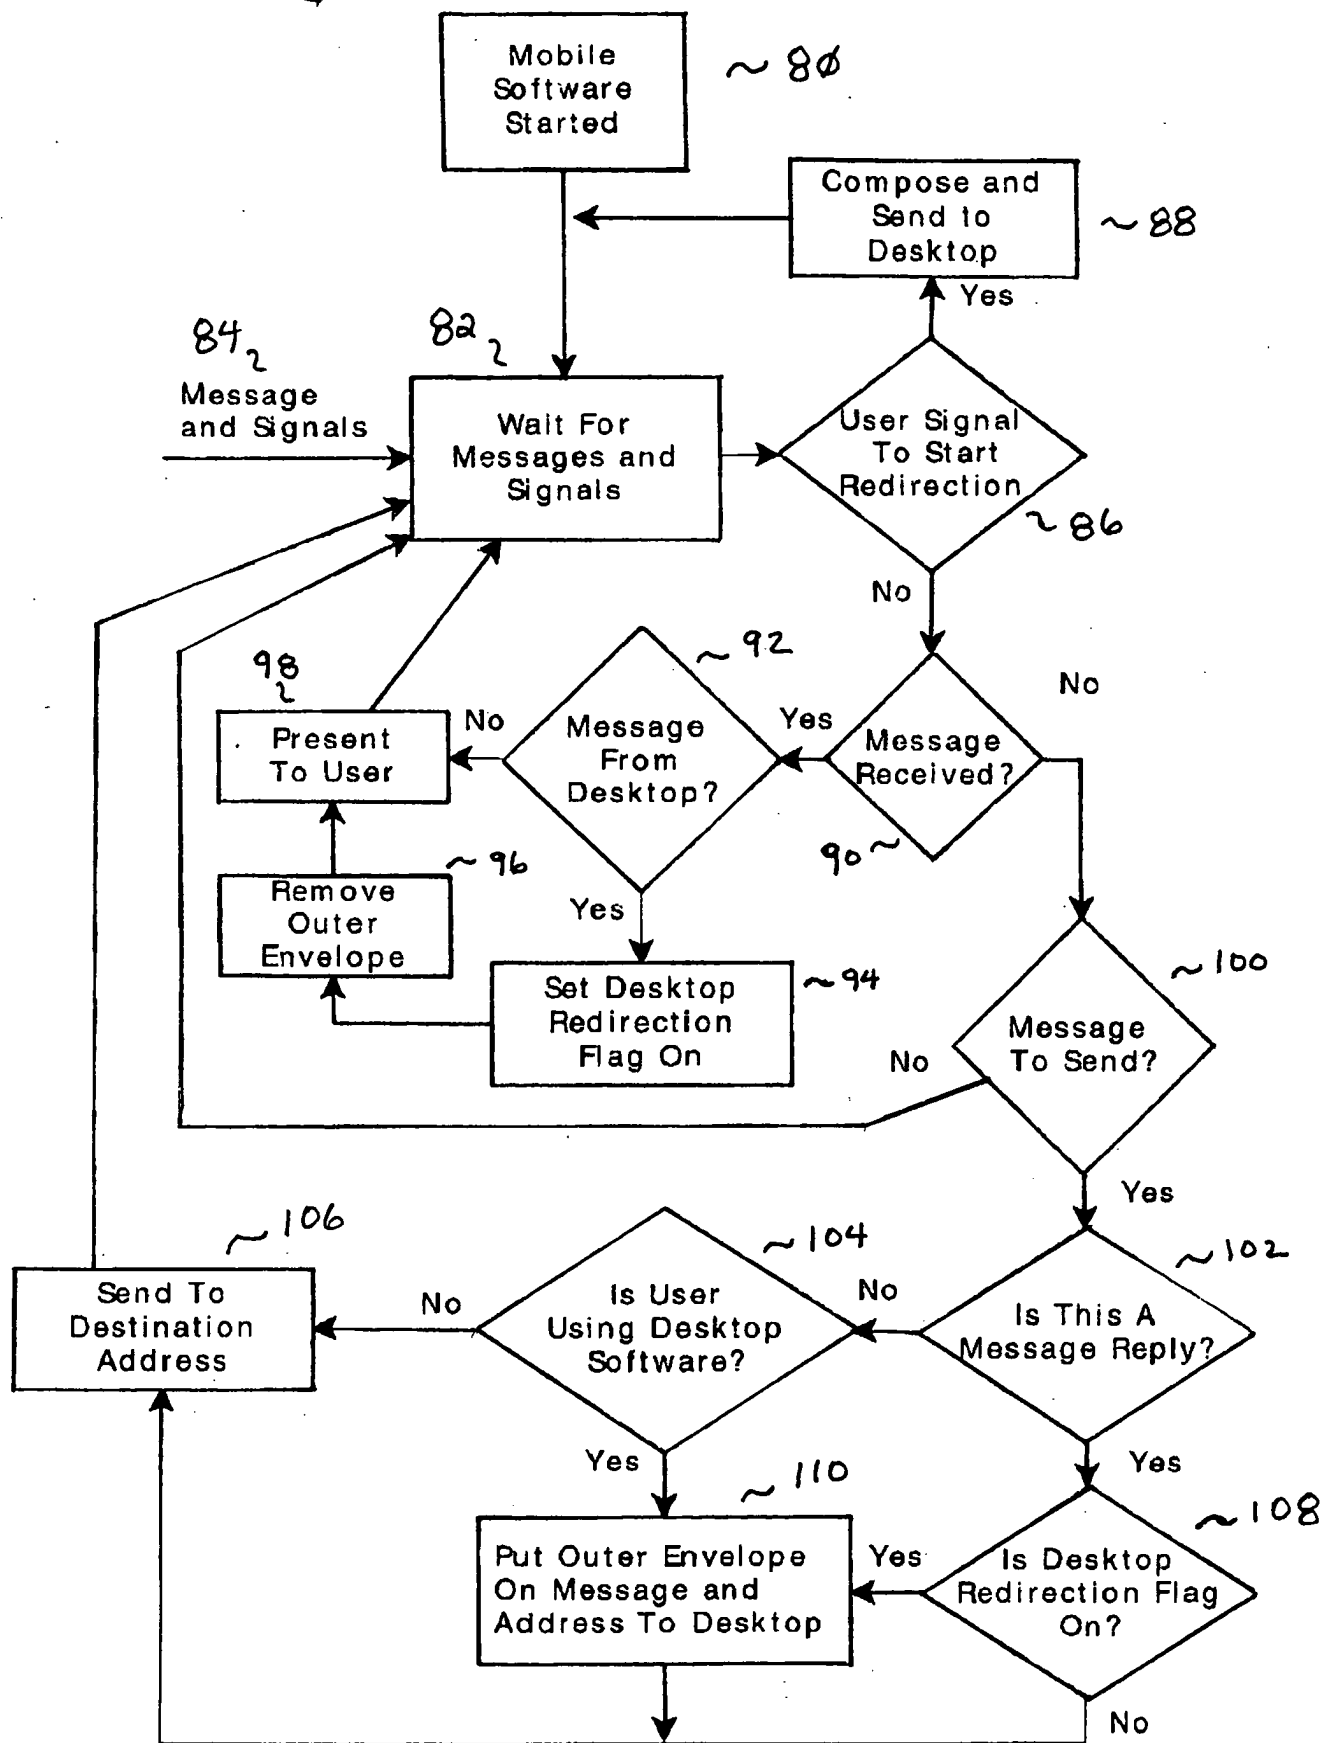 Mobile
Software
Started
~ 80
Compose and
Send to
Desktop
~ 88
Yes
84
Message
and Signals
82
Wait For
Messages and
Signals
User Signal
To Start
Redirection
~ 86
No
98
Present
To User
No
~ 92
Message
From
Desktop?
Yes
Message
Received?
90 ~
No
~ 96
Remove
Outer
Envelope
Yes
Set Desktop
Redirection
Flag On
~ 94
~ 100
Message
To Send?
No
Yes
~ 106
Send To
Destination
Address
No
~ 104
Is User
Using Desktop
Software?
No
~ 102
Is This A
Message Reply?
Yes
~ 110
Put Outer Envelope
On Message and
Address To Desktop
Yes
Yes
~ 108
Is Desktop
Redirection Flag
On?
No